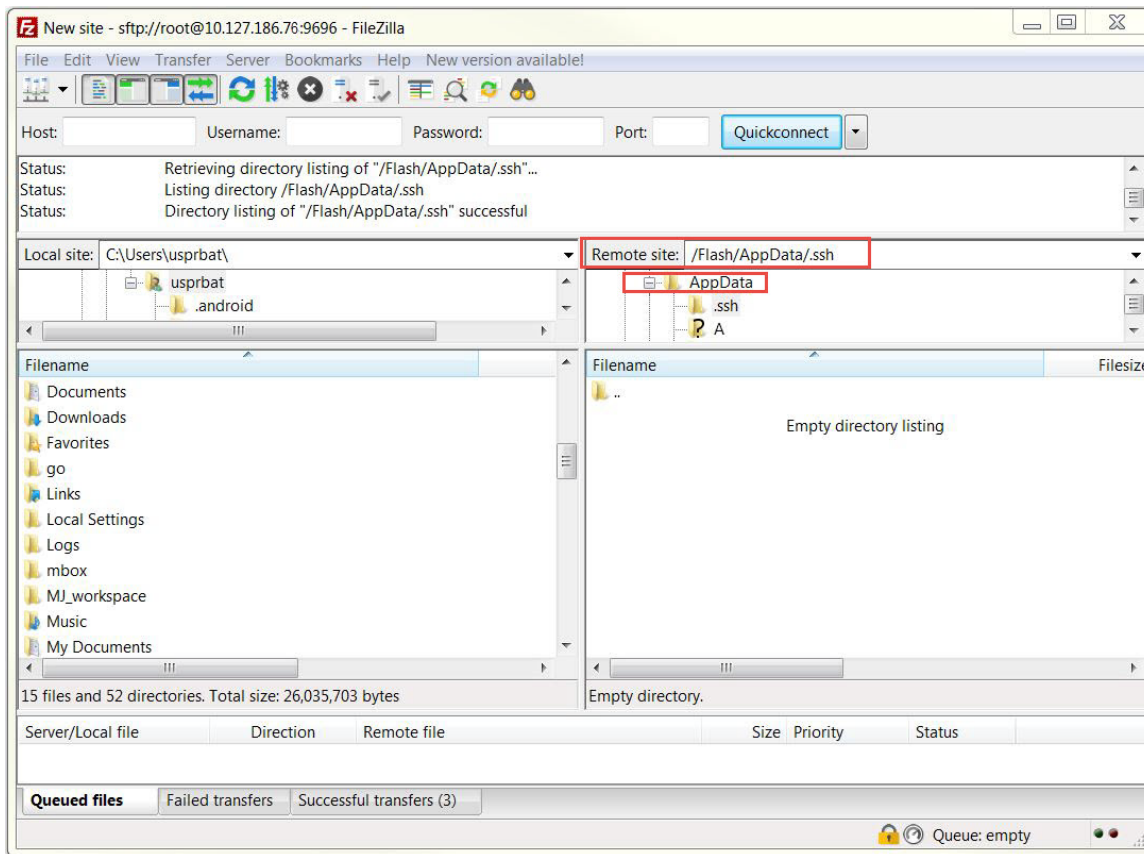 New site - sftp://root@10.127.186.76:9696 - FileZilla
File Edit View Transfer Server Bookmarks Help New version available!
Host: Username: Password: Port: Quickconnect
Status: Retrieving directory listing of "/Flash/AppData/.ssh"...
Status: Listing directory /Flash/AppData/.ssh
Status: Directory listing of "/Flash/AppData/.ssh" successful
Local site: C:\Users\usprbat\
usprbat
.android
Remote site: /Flash/AppData/.ssh
AppData
.ssh
? A
Filename
Documents
Downloads
Favorites
go
Links
Local Settings
Logs
mbox
MJ_workspace
Music
My Documents
15 files and 52 directories. Total size: 26,035,703 bytes
Filename Filesize
..
Empty directory listing
Empty directory.
Server/Local file Direction Remote file Size Priority Status
Queued files Failed transfers Successful transfers (3)
Queue: empty